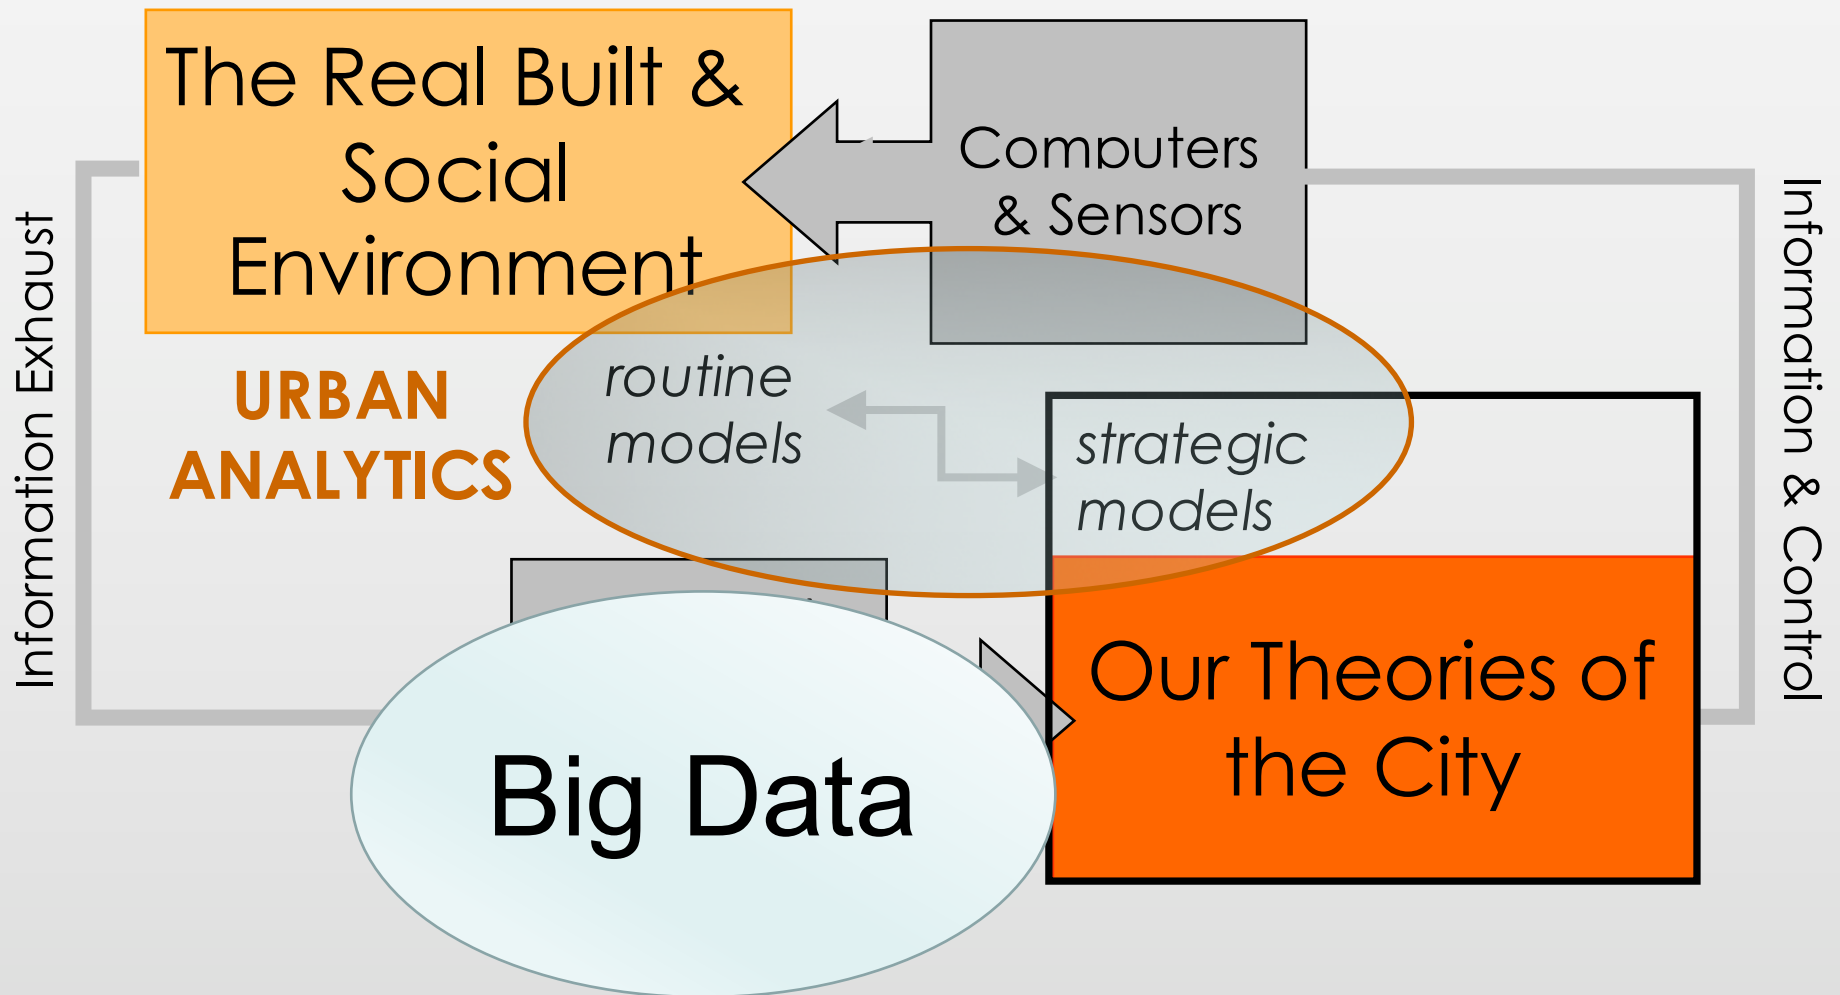 The Real Built &
Social
Environment
Computers
& Sensors
Information Exhaust
Information & Control
URBAN
ANALYTICS
routine
models
strategic
models
Our Theories of
the City
Big Data